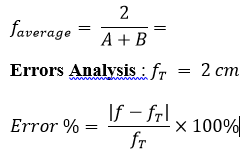 f_average = 2 / (A + B) =
Errors Analysis : f_T = 2 cm
Error % = |f − f_T| / f_T × 100%